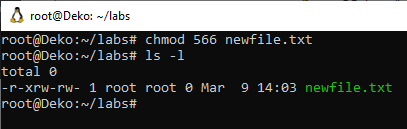 root@Deko: ~/labs
root@Deko:~/labs# chmod 566 newfile.txt
root@Deko:~/labs# ls -l
total 0
-r-xrw-rw- 1 root root 0 Mar  9 14:03 newfile.txt
root@Deko:~/labs#